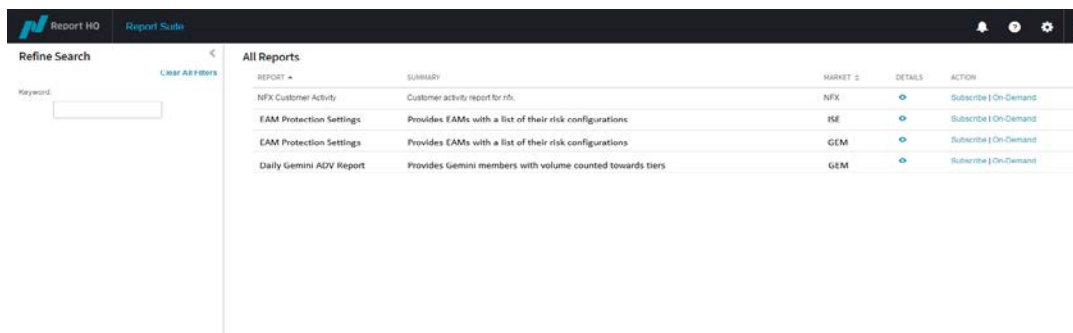 Report HQ Report Suite
Refine Search
Clear All Filters
Keyword:
All Reports
REPORT SUMMARY MARKET DETAILS ACTION
NFX Customer Activity Customer activity report for nfx. NFX Subscribe | On-Demand
EAM Protection Settings Provides EAMs with a list of their risk configurations ISE Subscribe | On-Demand
EAM Protection Settings Provides EAMs with a list of their risk configurations GEM Subscribe | On-Demand
Daily Gemini ADV Report Provides Gemini members with volume counted towards tiers GEM Subscribe | On-Demand